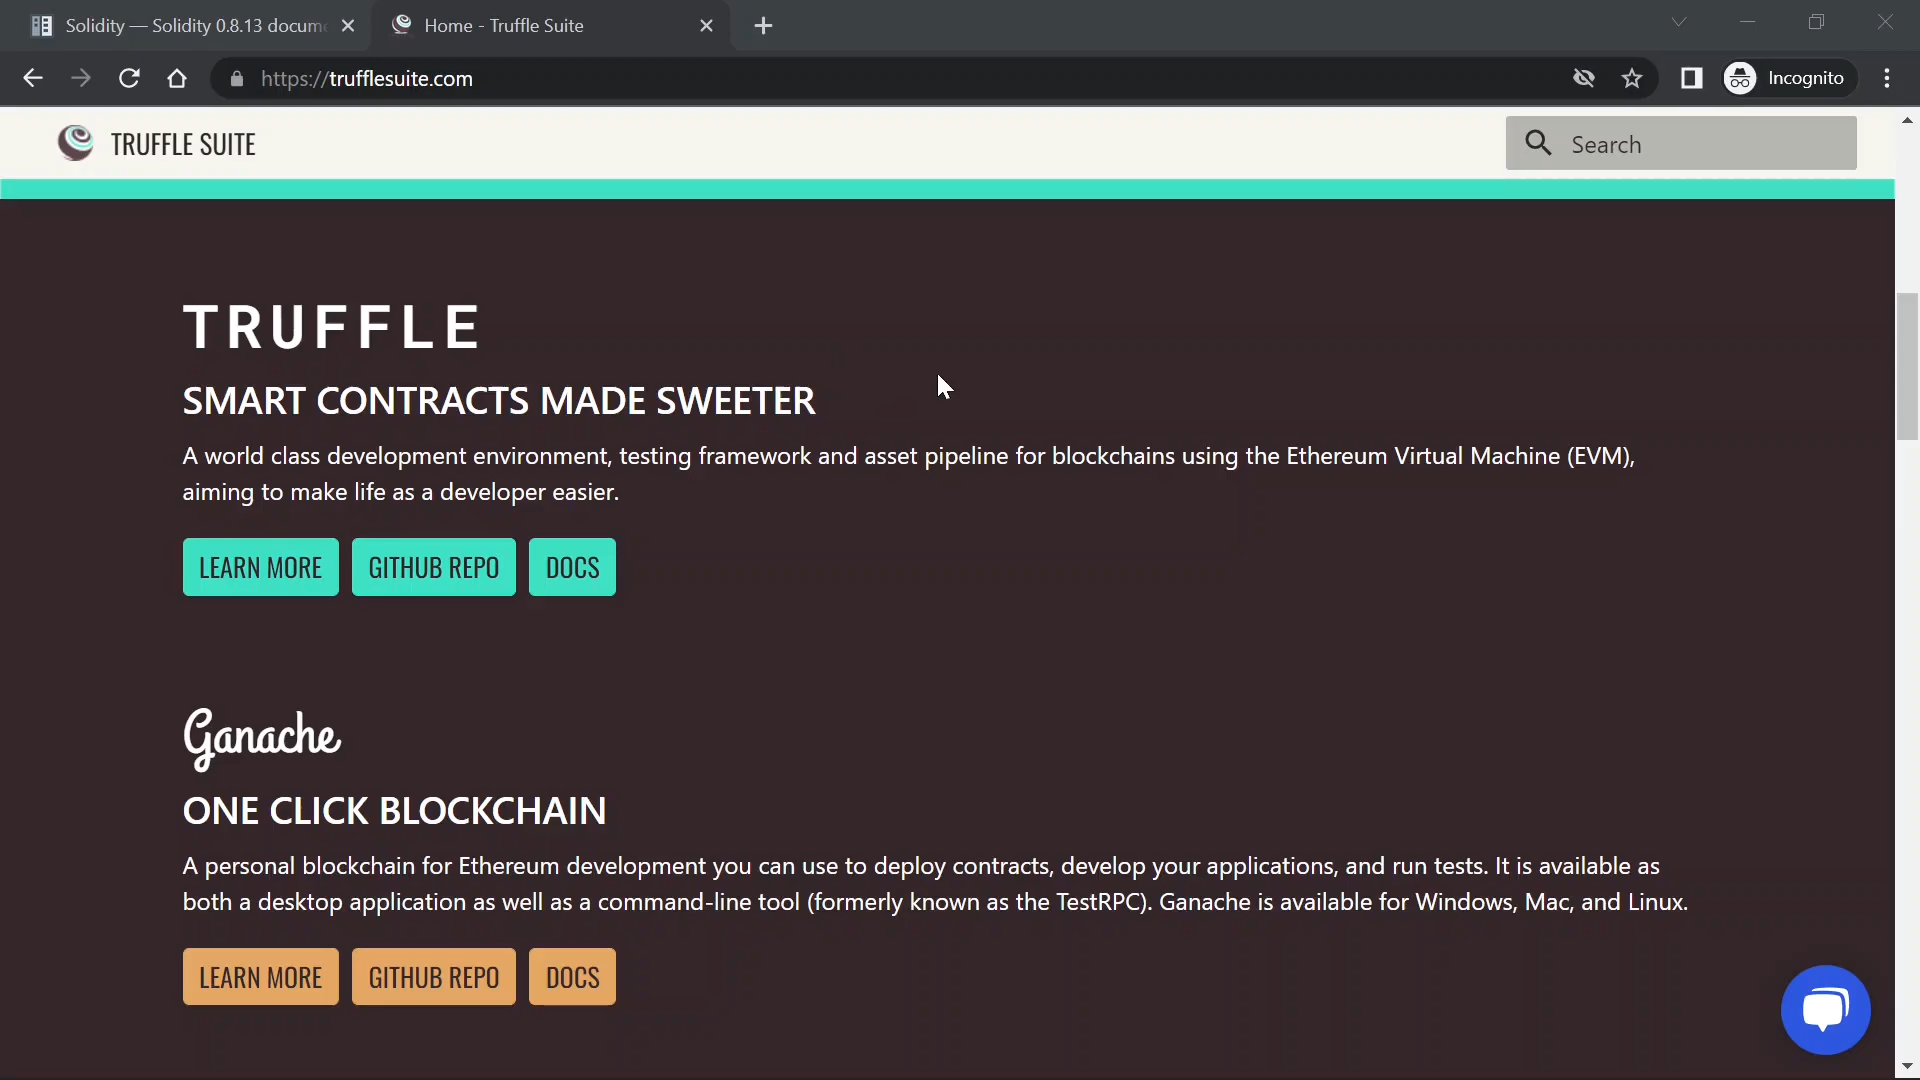 Solidity — Solidity 0.8.13 docum
Home - Truffle Suite
https://trufflesuite.com
Incognito
TRUFFLE SUITE
Search
TRUFFLE
SMART CONTRACTS MADE SWEETER
A world class development environment, testing framework and asset pipeline for blockchains using the Ethereum Virtual Machine (EVM),
aiming to make life as a developer easier.
LEARN MORE GITHUB REPO DOCS
Ganache
ONE CLICK BLOCKCHAIN
A personal blockchain for Ethereum development you can use to deploy contracts, develop your applications, and run tests. It is available as
both a desktop application as well as a command-line tool (formerly known as the TestRPC). Ganache is available for Windows, Mac, and Linux.
LEARN MORE GITHUB REPO DOCS